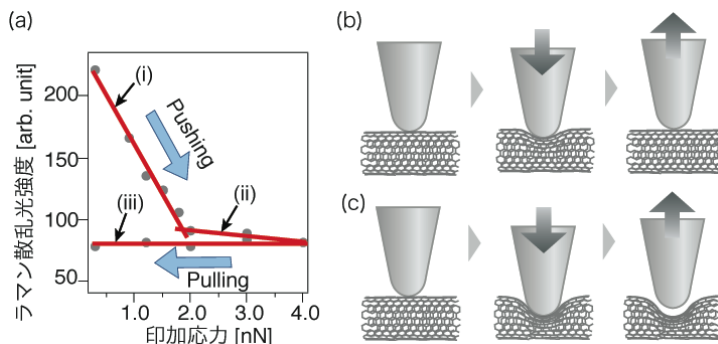 (a)
ラマン散乱光強度 [arb. unit]
200
150
100
50
(i)
Pushing
(iii)
(ii)
Pulling
1.0 2.0 3.0 4.0
印加応力 [nN]
(b)
(c)